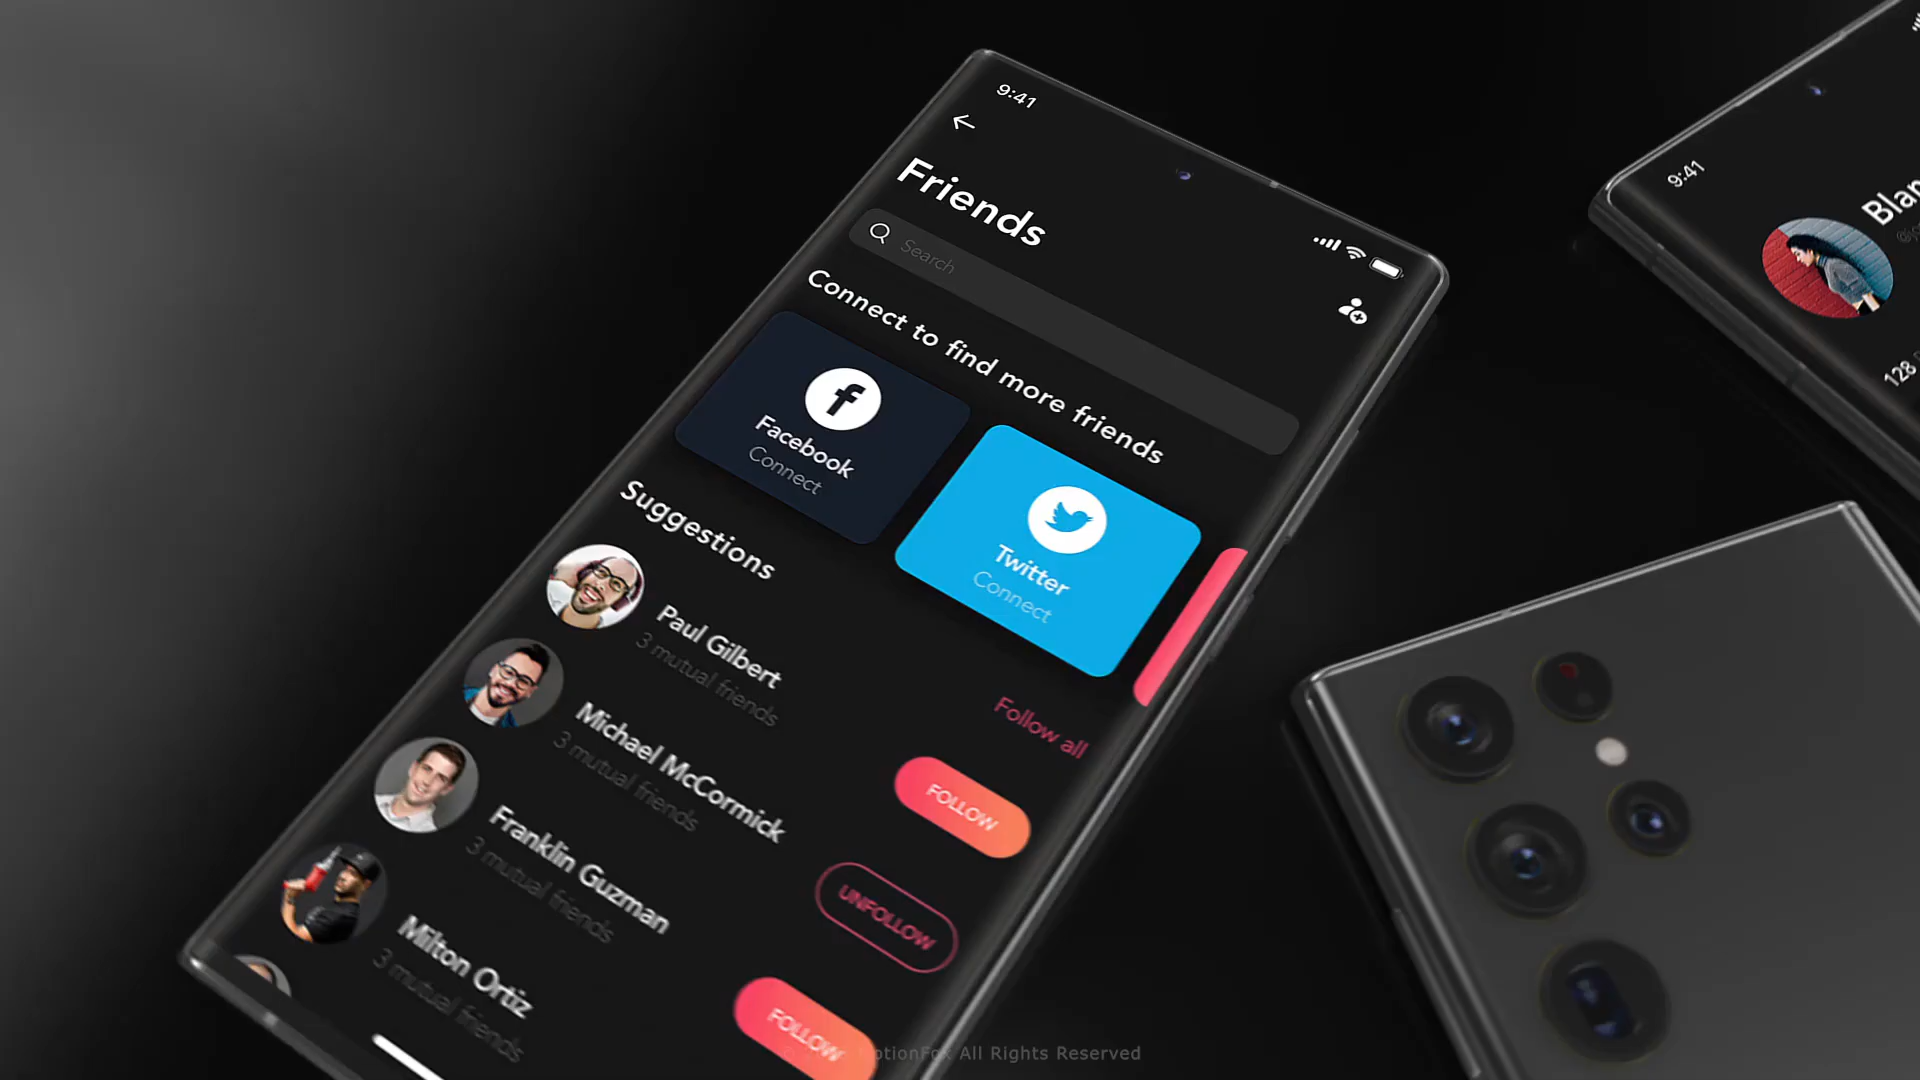 9:41
Friends
Search
Connect to find more friends
Facebook
Connect
Twitter
Connect
Suggestions
Follow all
Paul Gilbert
3 mutual friends
FOLLOW
Michael McCormick
3 mutual friends
UNFOLLOW
Franklin Guzman
3 mutual friends
FOLLOW
Milton Ortiz
3 mutual friends
9:41
128
All Rights Reserved